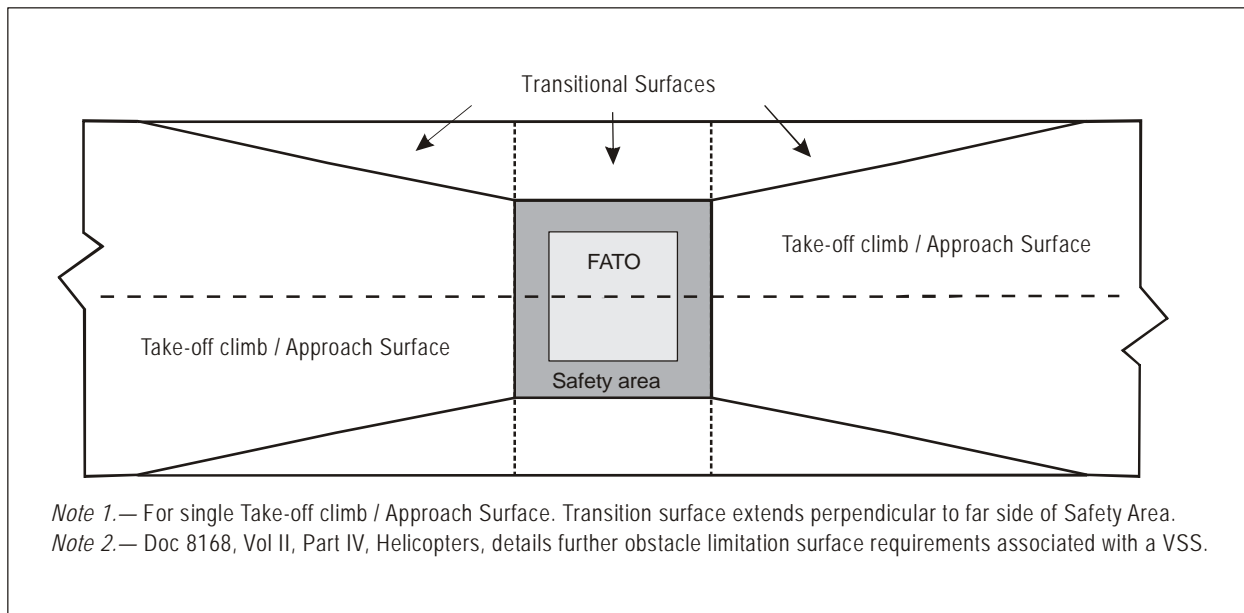 Transitional Surfaces
Take-off climb / Approach Surface
FATO
Take-off climb / Approach Surface
Safety area
Note 1.— For single Take-off climb / Approach Surface. Transition surface extends perpendicular to far side of Safety Area.
Note 2.— Doc 8168, Vol II, Part IV, Helicopters, details further obstacle limitation surface requirements associated with a VSS.